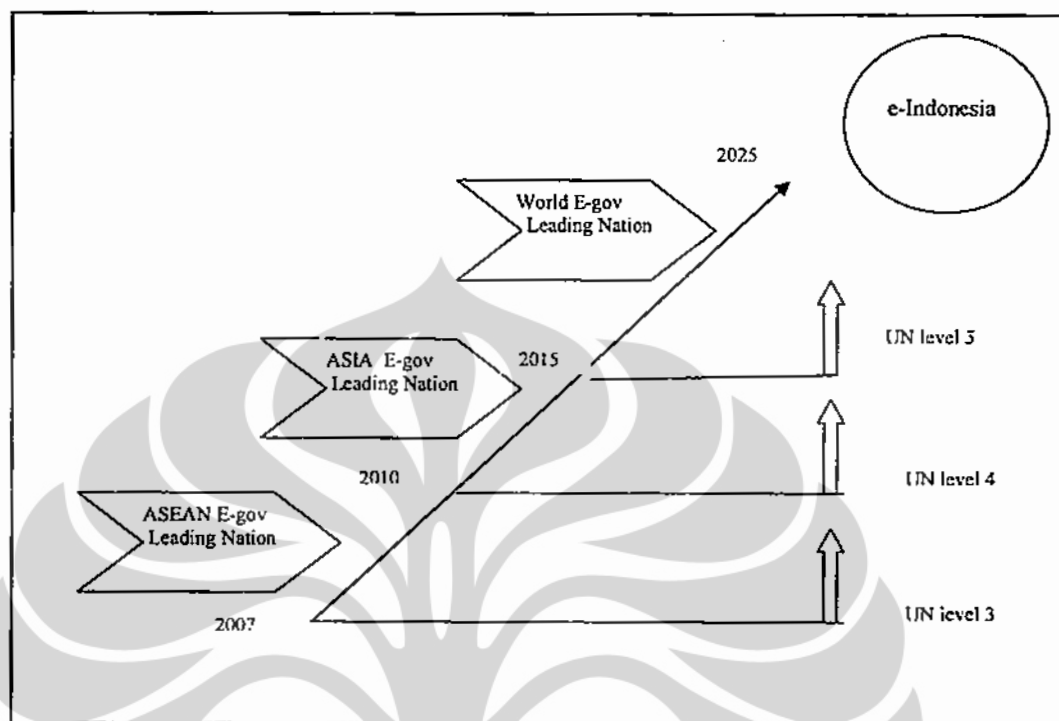 e-Indonesia
2025
World E-gov
Leading Nation
UN level 5
ASIA E-gov
Leading Nation
2015
2010
UN level 4
ASEAN E-gov
Leading Nation
2007
UN level 3